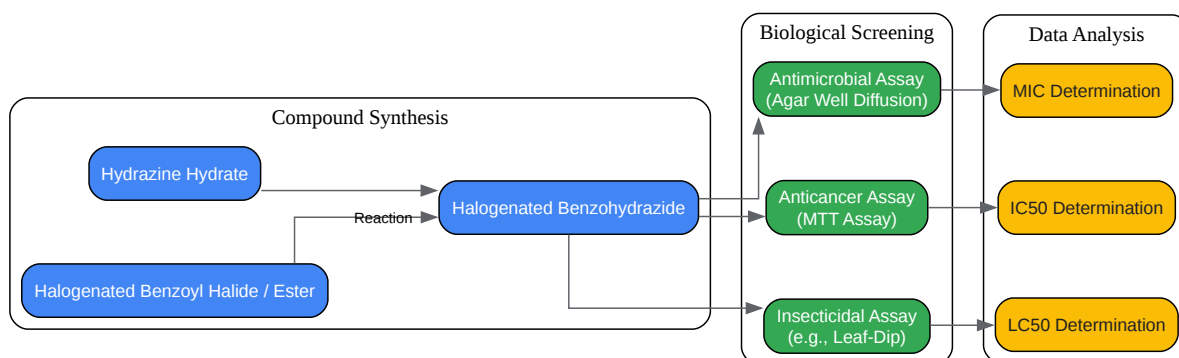 Compound Synthesis
Hydrazine Hydrate
Reaction
Halogenated Benzoyl Halide / Ester
Halogenated Benzohydrazide
Biological Screening
Antimicrobial Assay
(Agar Well Diffusion)
Anticancer Assay
(MTT Assay)
Insecticidal Assay
(e.g., Leaf-Dip)
Data Analysis
MIC Determination
IC50 Determination
LC50 Determination